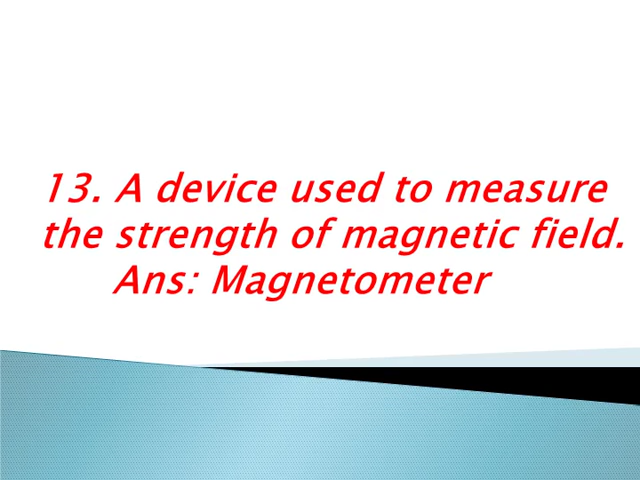 13. A device used to measure
the strength of magnetic field.
Ans: Magnetometer